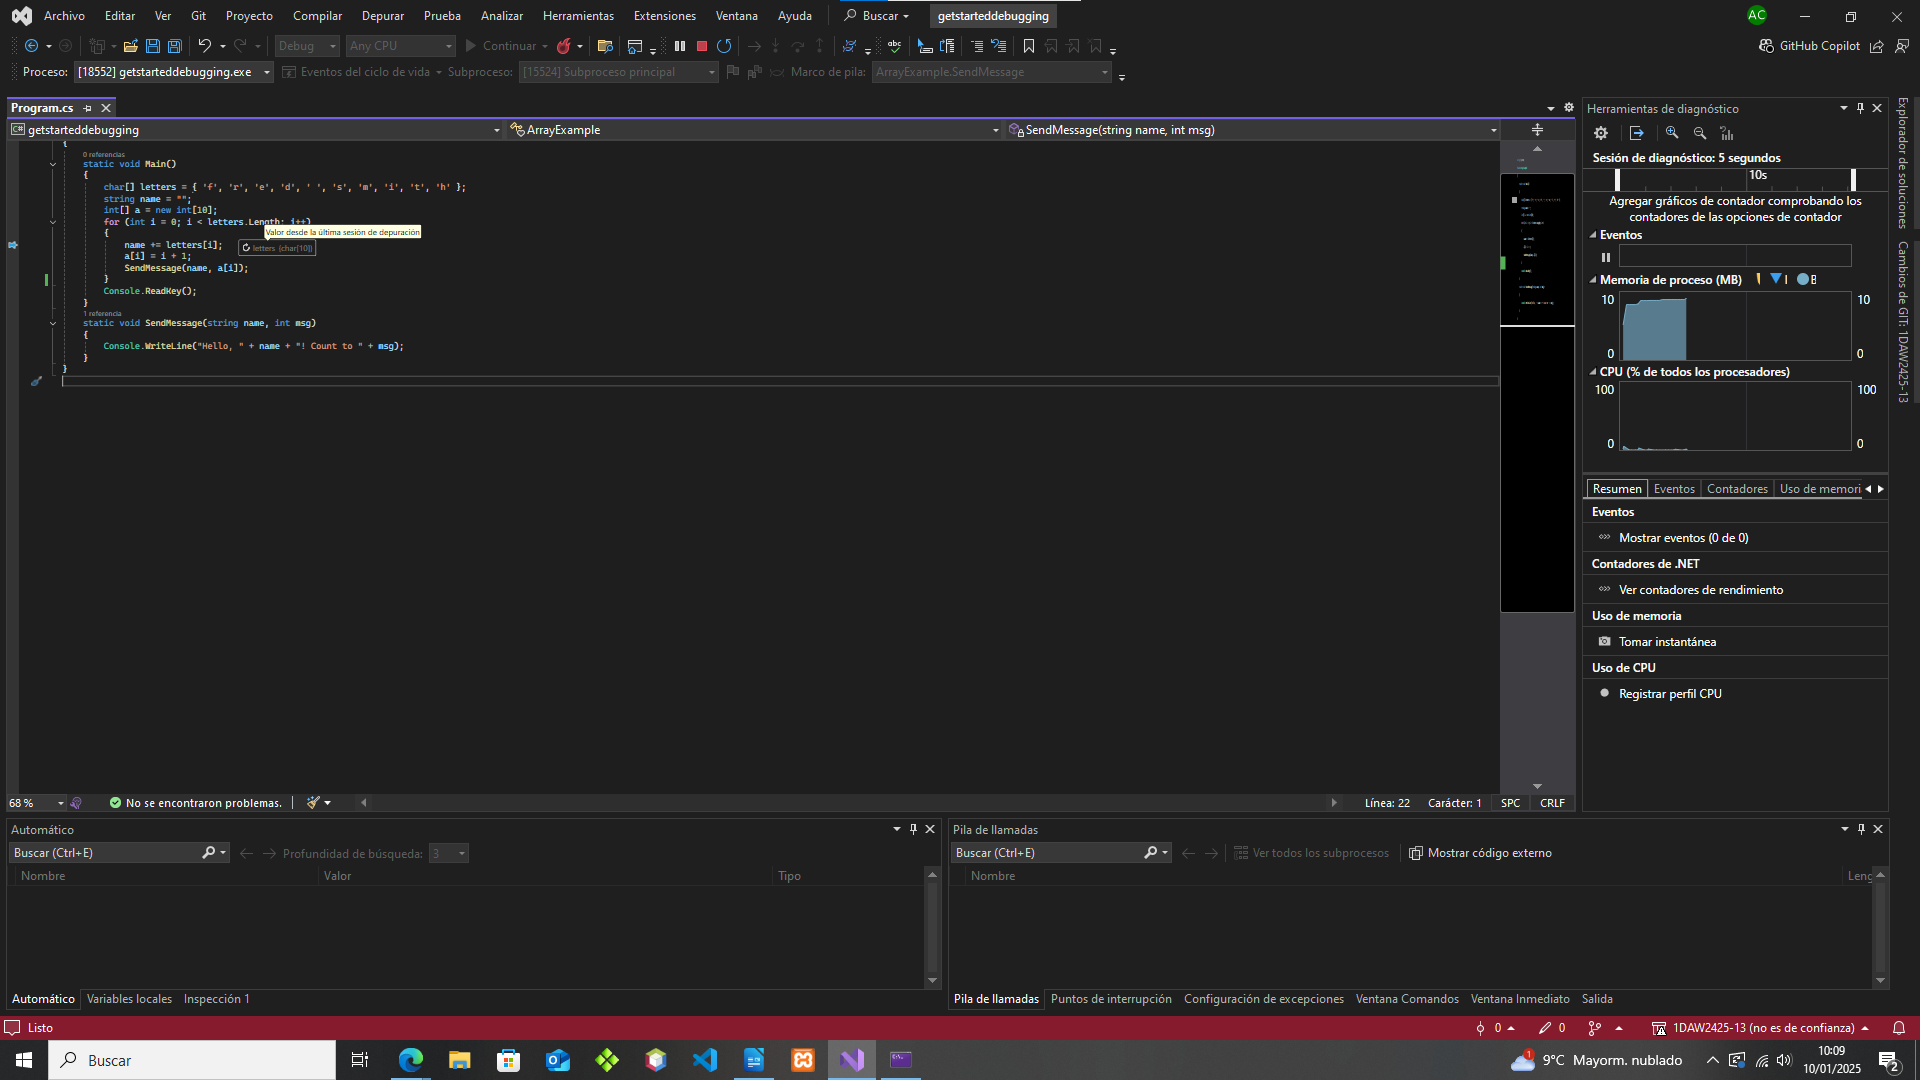 Archivo Editar Ver Git Proyecto Compilar Depurar Prueba Analizar Herramientas Extensiones Ventana Ayuda Buscar getstarteddebugging AC
Debug Any CPU Continuar GitHub Copilot
Proceso: [18552] getstarteddebugging.exe Eventos del ciclo de vida Subproceso: [15524] Subproceso principal Marco de pila: ArrayExample.SendMessage
Program.cs
getstarteddebugging ArrayExample SendMessage(string name, int msg)
{
0 referencias
static void Main()
{
char[] letters = { 'f', 'r', 'e', 'd', ' ', 's', 'm', 'i', 't', 'h' };
string name = "";
int[] a = new int[10];
for (int i = 0; i < letters.Length; i++)
Valor desde la última sesión de depuración
{
name += letters[i]; letters {char[10]}
a[i] = i + 1;
SendMessage(name, a[i]);
}
Console.ReadKey();
}
1 referencia
static void SendMessage(string name, int msg)
{
Console.WriteLine("Hello, " + name + "! Count to " + msg);
}
}
68 % No se encontraron problemas. Línea: 22 Carácter: 1 SPC CRLF
Herramientas de diagnóstico
Sesión de diagnóstico: 5 segundos
10s
Agregar gráficos de contador comprobando los
contadores de las opciones de contador
Eventos
Memoria de proceso (MB) I B
10 10
0 0
CPU (% de todos los procesadores)
100 100
0 0
Resumen Eventos Contadores Uso de memori
Eventos
Mostrar eventos (0 de 0)
Contadores de .NET
Ver contadores de rendimiento
Uso de memoria
Tomar instantánea
Uso de CPU
Registrar perfil CPU
Explorador de soluciones
Cambios de GIT: 1DAW2425-13
Automático
Buscar (Ctrl+E) Profundidad de búsqueda: 3
Nombre Valor Tipo
Automático Variables locales Inspección 1
Pila de llamadas
Buscar (Ctrl+E) Ver todos los subprocesos Mostrar código externo
Nombre Leng
Pila de llamadas Puntos de interrupción Configuración de excepciones Ventana Comandos Ventana Inmediato Salida
Listo 0 0 1DAW2425-13 (no es de confianza)
Buscar 1 9°C Mayorm. nublado 10:09
10/01/2025 2